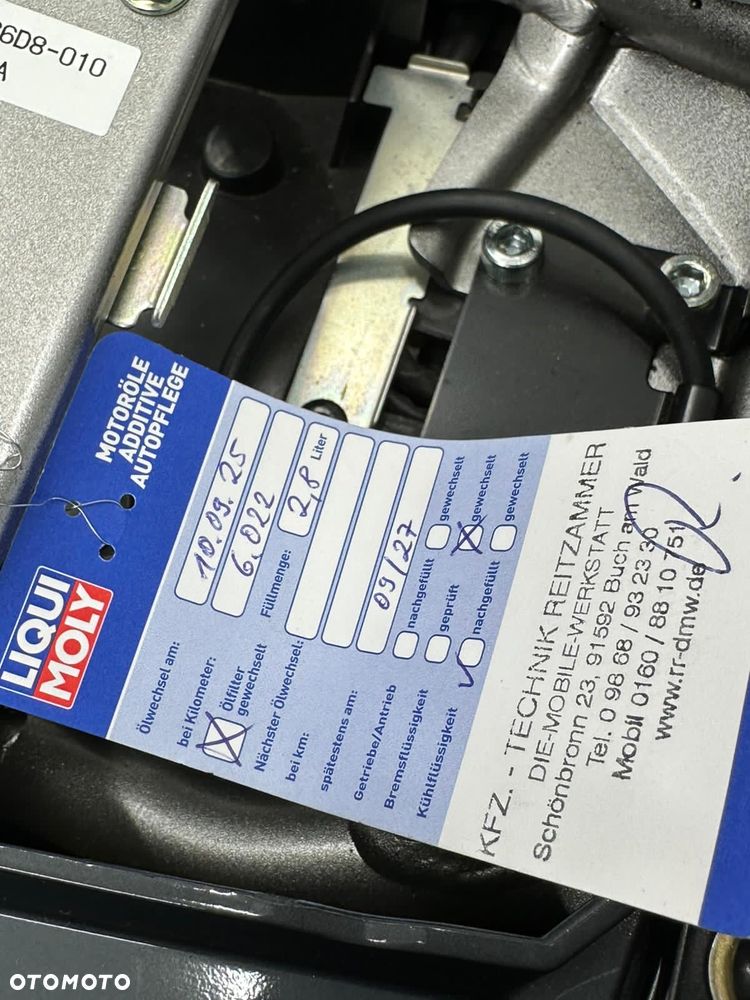 6D8-010
A
MOTORÖLE
ADDITIVE
AUTOPFLEGE
LIQUI
MOLY
Ölwechsel am: 10.09.25
bei Kilometer: 6.022
Ölfilter
gewechselt
Füllmenge: 2,8 Liter
Nächster Ölwechsel:
bei km:
spätestens am: 09/27
Getriebe/Antrieb nachgefüllt gewechselt
Bremsflüssigkeit geprüft gewechselt
Kühlflüssigkeit nachgefüllt gewechselt
KFZ. - TECHNIK REITZAMMER
DIE-MOBILE-WERKSTATT
Schönbronn 23, 91592 Buch am Wald
Tel. 0 98 68 / 93 23 30
Mobil 0160 / 88 10 751
www.rr-dmw.de
OTOMOTO